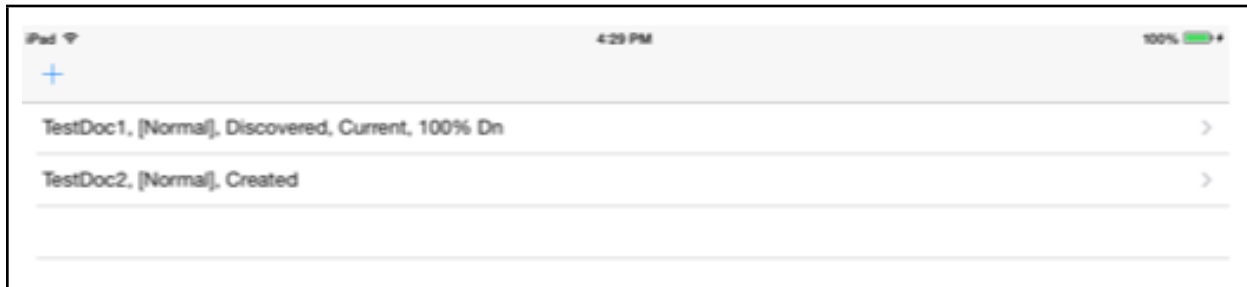 iPad 4:29 PM 100%
+
TestDoc1, [Normal], Discovered, Current, 100% Dn
TestDoc2, [Normal], Created